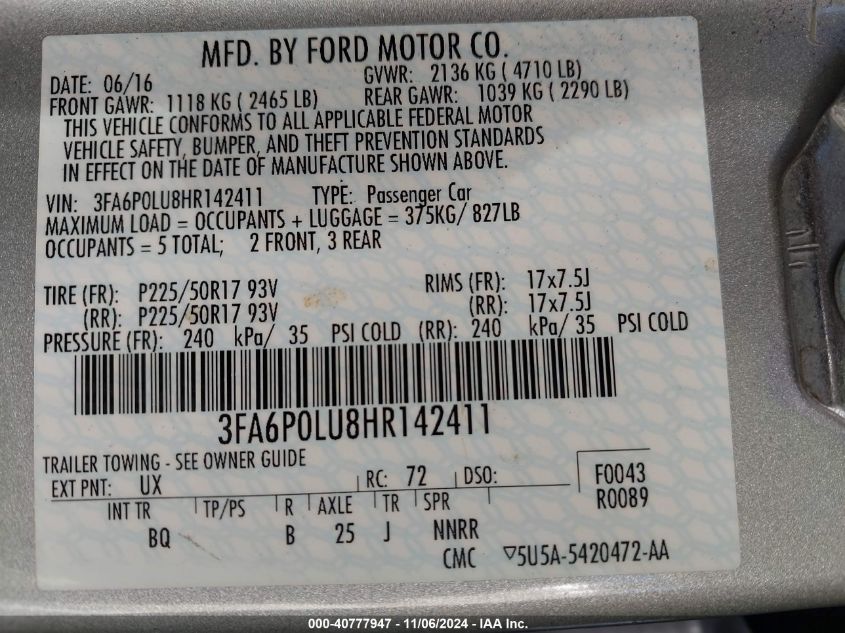 MFD. BY FORD MOTOR CO.
DATE: 06/16 GVWR: 2136 KG ( 4710 LB)
FRONT GAWR: 1118 KG ( 2465 LB) REAR GAWR: 1039 KG ( 2290 LB)
THIS VEHICLE CONFORMS TO ALL APPLICABLE FEDERAL MOTOR
VEHICLE SAFETY, BUMPER, AND THEFT PREVENTION STANDARDS
IN EFFECT ON THE DATE OF MANUFACTURE SHOWN ABOVE.
VIN: 3FA6P0LU8HR142411 TYPE: Passenger Car
MAXIMUM LOAD = OCCUPANTS + LUGGAGE = 375KG/ 827LB
OCCUPANTS = 5 TOTAL; 2 FRONT, 3 REAR
TIRE (FR): P225/50R17 93V RIMS (FR): 17x7.5J
(RR): P225/50R17 93V (RR): 17x7.5J
PRESSURE (FR): 240 kPa/ 35 PSI COLD (RR): 240 kPa/ 35 PSI COLD
3FA6P0LU8HR142411
TRAILER TOWING - SEE OWNER GUIDE
EXT PNT: UX RC: 72 DSO: F0043
INT TR TP/PS R AXLE TR SPR R0089
BQ B 25 J NNRR
CMC ▽5U5A-5420472-AA
000-40777947 - 11/06/2024 - IAA Inc.